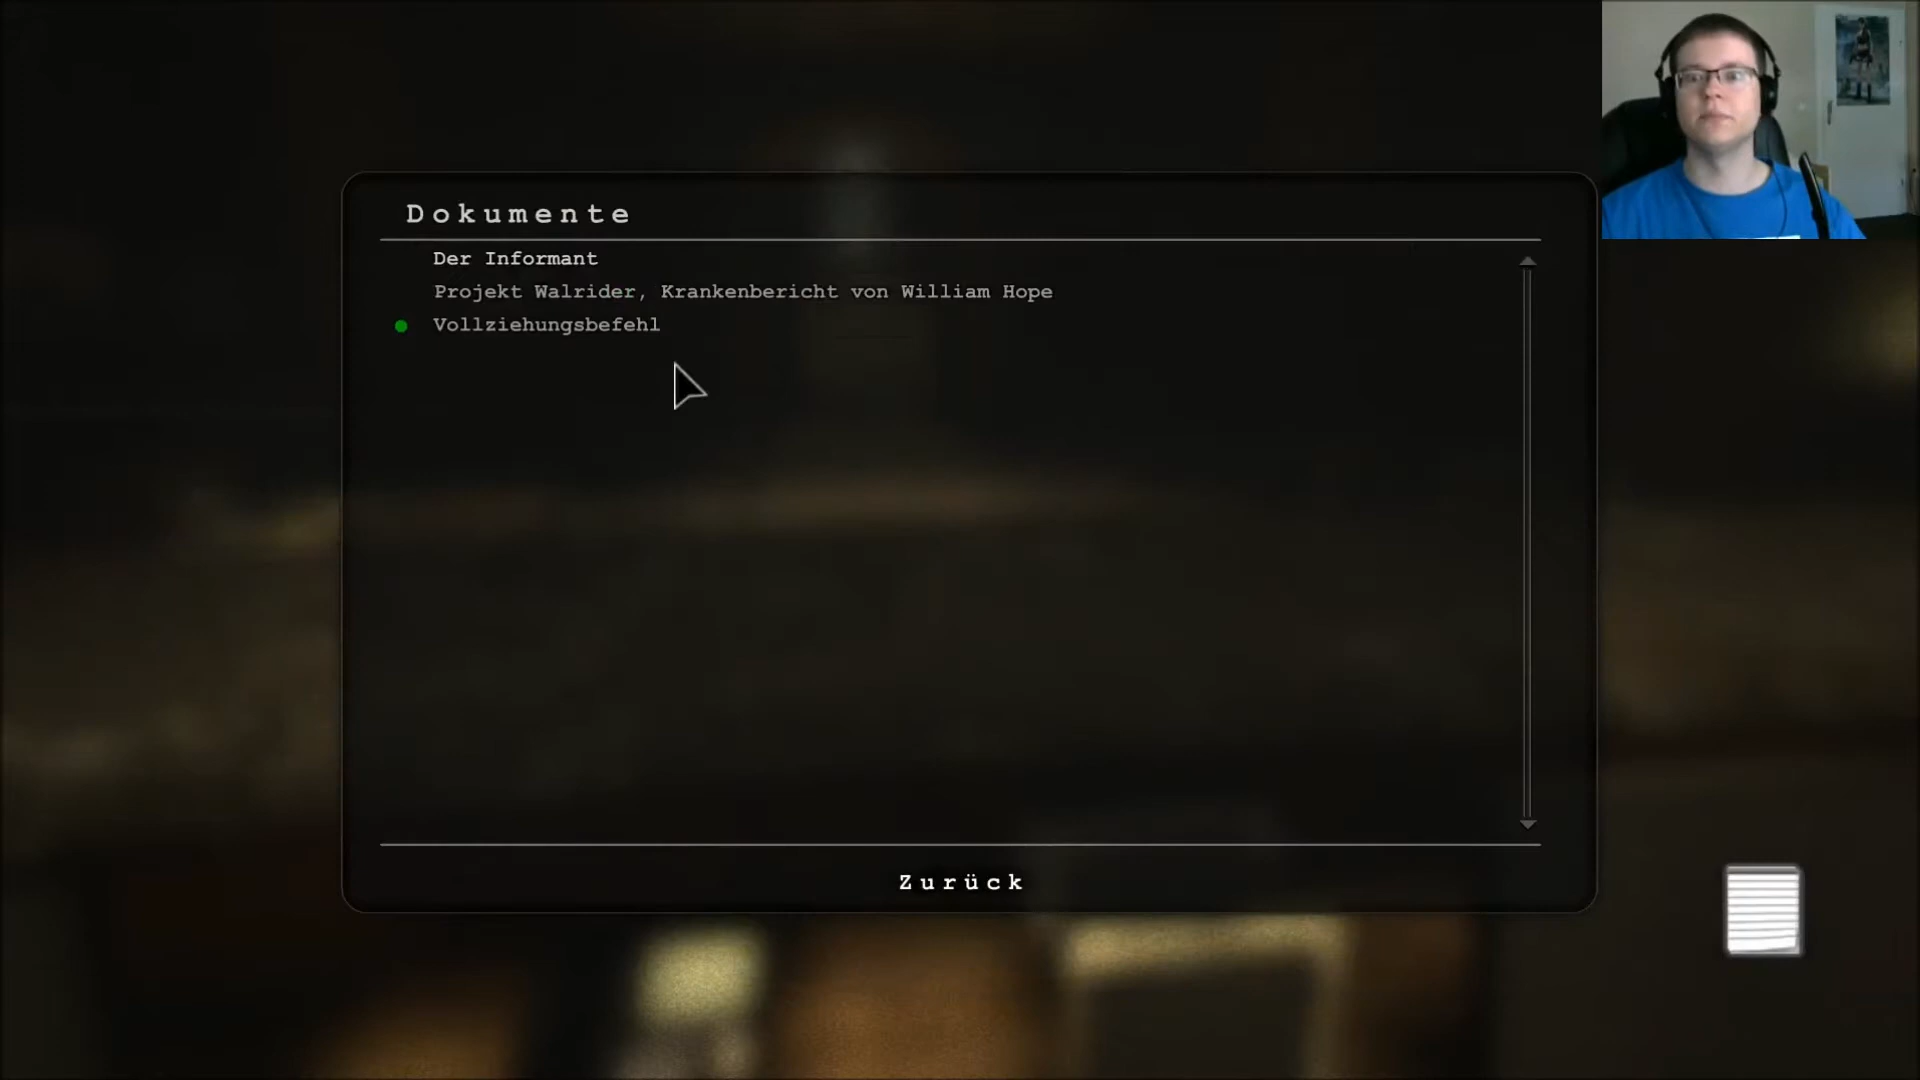 Dokumente
Der Informant
Projekt Walrider, Krankenbericht von William Hope
Vollziehungsbefehl
Zurück